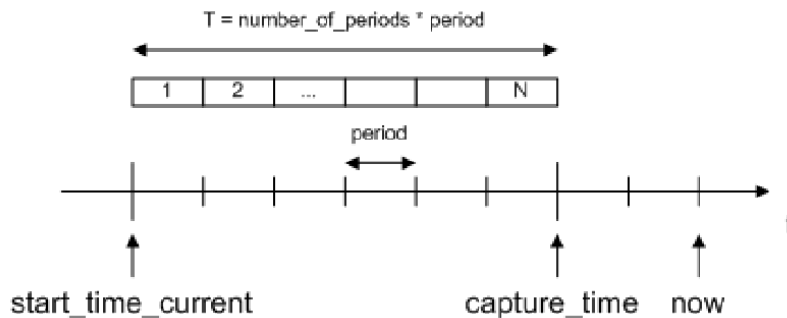 T = number_of_periods * period
1 2 ... N
period
start_time_current capture_time now